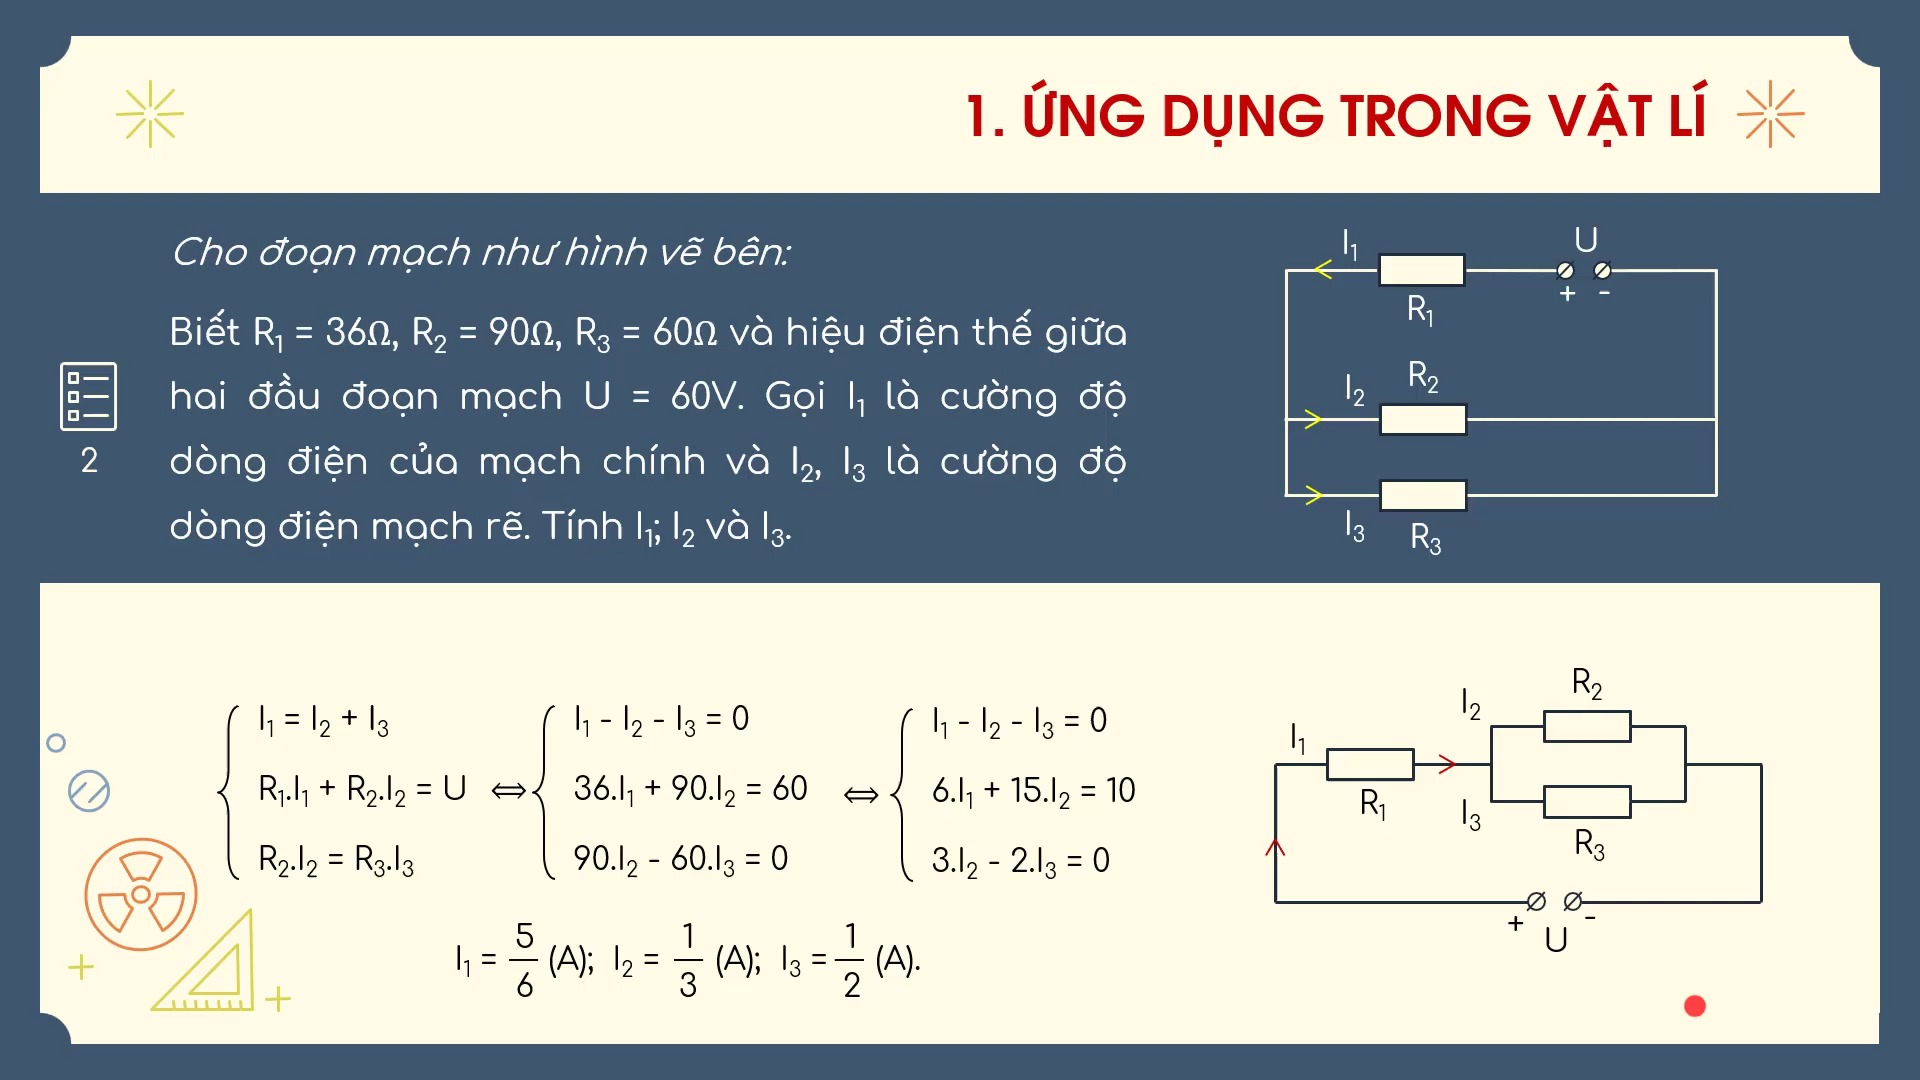 1. ỨNG DỤNG TRONG VẬT LÍ
Cho đoạn mạch như hình vẽ bên:
Biết R₁ = 36Ω, R₂ = 90Ω, R₃ = 60Ω và hiệu điện thế giữa
hai đầu đoạn mạch U = 60V. Gọi I₁ là cường độ
dòng điện của mạch chính và I₂, I₃ là cường độ
dòng điện mạch rẽ. Tính I₁; I₂ và I₃.
2
I₁
U
+ -
R₁
I₂
R₂
I₃
R₃
I₁ = I₂ + I₃
R₁.I₁ + R₂.I₂ = U
R₂.I₂ = R₃.I₃
⇔
I₁ - I₂ - I₃ = 0
36.I₁ + 90.I₂ = 60
90.I₂ - 60.I₃ = 0
⇔
I₁ - I₂ - I₃ = 0
6.I₁ + 15.I₂ = 10
3.I₂ - 2.I₃ = 0
I₁ = 5/6 (A); I₂ = 1/3 (A); I₃ = 1/2 (A).
R₂
I₂
I₁
R₁
I₃
R₃
+ -
U